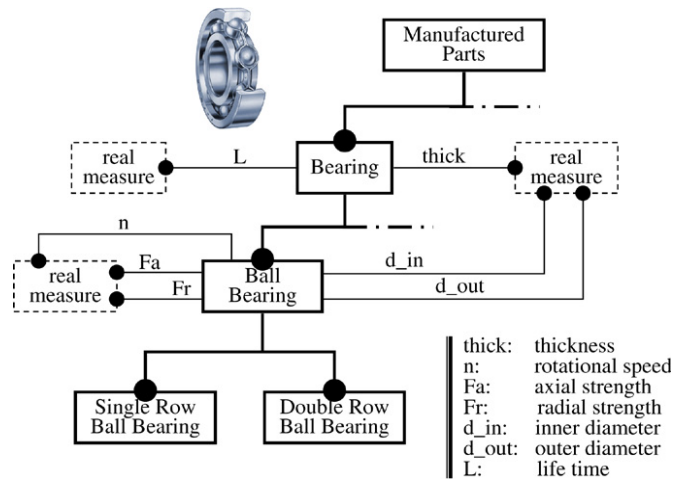 Manufactured
Parts
real
measure
L
Bearing
thick
real
measure
n
real
measure
Fa
Fr
Ball
Bearing
d_in
d_out
Single Row
Ball Bearing
Double Row
Ball Bearing
thick: thickness
n: rotational speed
Fa: axial strength
Fr: radial strength
d_in: inner diameter
d_out: outer diameter
L: life time